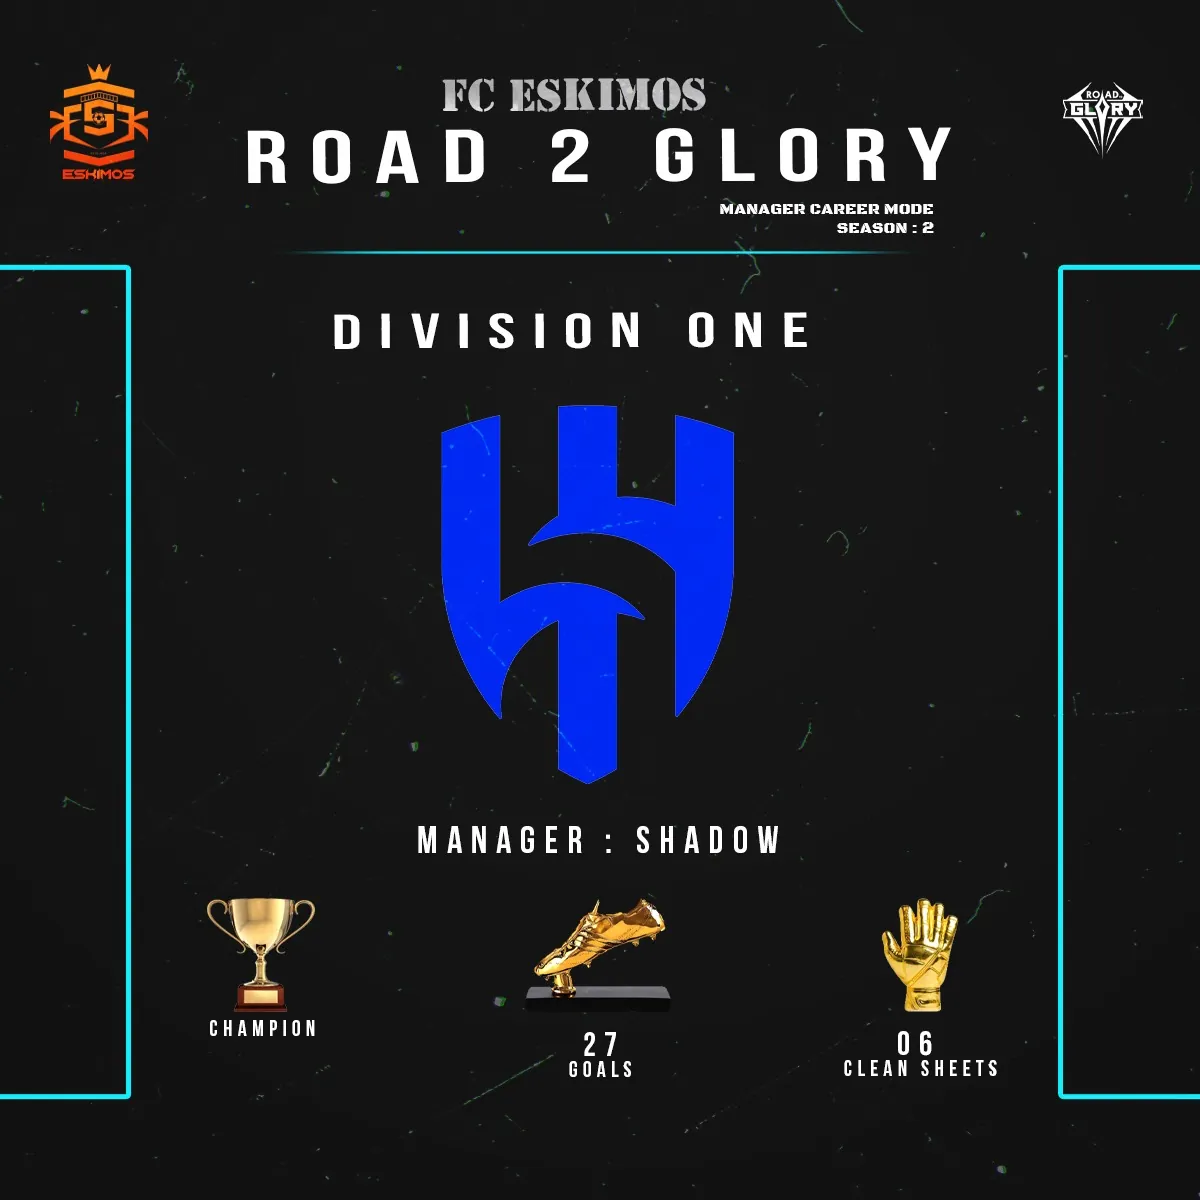 FC ESKIMOS
ROAD 2 GLORY
MANAGER CAREER MODE
SEASON : 2
ESKIMOS
ROAD
GLORY
DIVISION ONE
MANAGER : SHADOW
CHAMPION
27
GOALS
06
CLEAN SHEETS